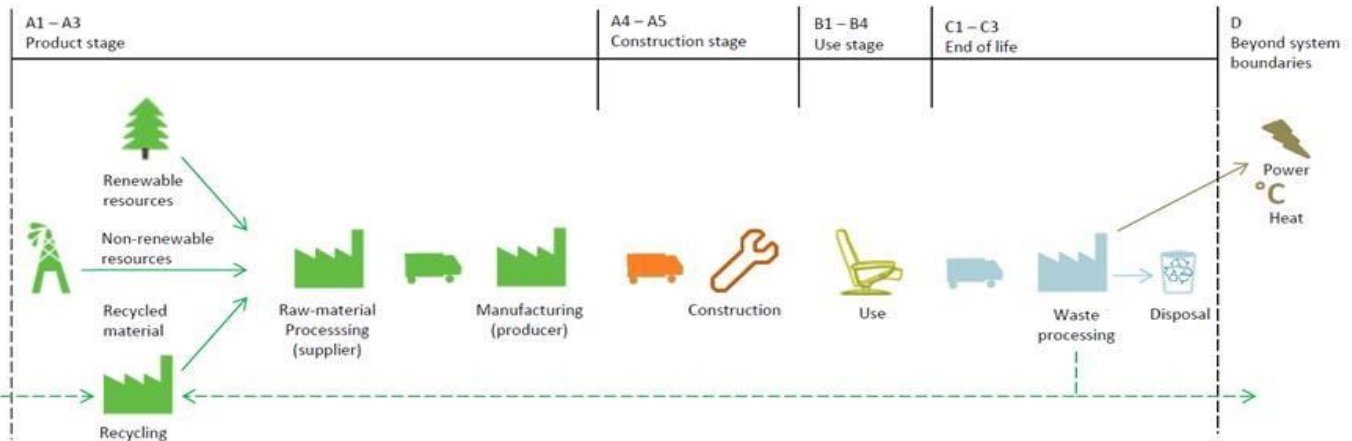 A1 – A3
Product stage
A4 – A5
Construction stage
B1 – B4
Use stage
C1 – C3
End of life
D
Beyond system
boundaries
Renewable
resources
Non-renewable
resources
Recycled
material
Recycling
Raw-material
Processsing
(supplier)
Manufacturing
(producer)
Construction
Use
Waste
processing
Disposal
Power
°C
Heat